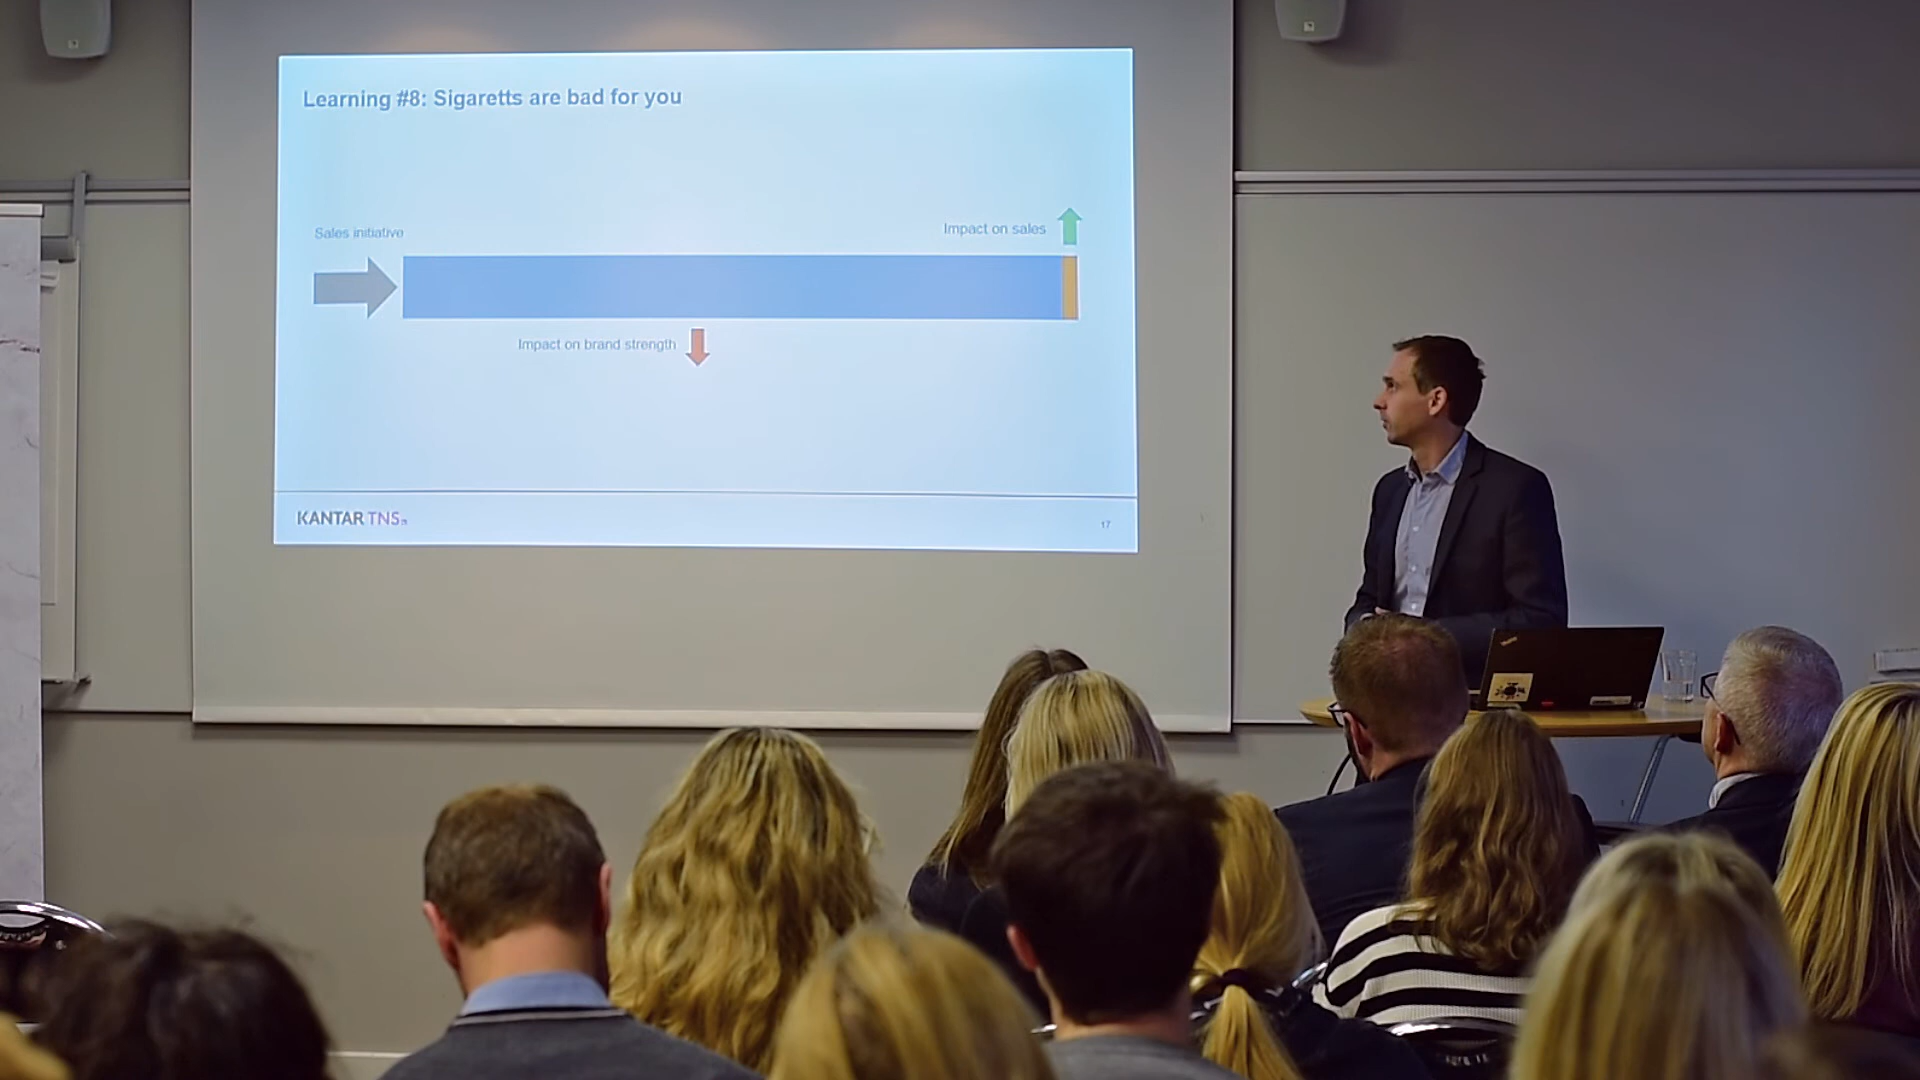 Learning #8: Sigaretts are bad for you
Impact on sales
Sales initiative
Impact on brand strength
KANTAR TNS
17